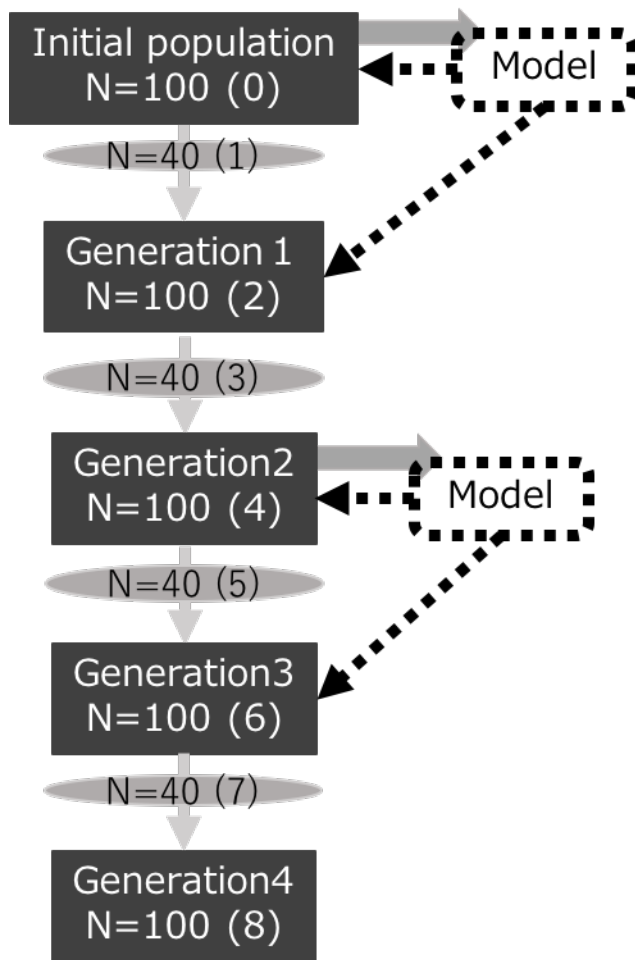 Initial population
N=100 (0)
Model
N=40 (1)
Generation 1
N=100 (2)
N=40 (3)
Generation2
N=100 (4)
Model
N=40 (5)
Generation3
N=100 (6)
N=40 (7)
Generation4
N=100 (8)